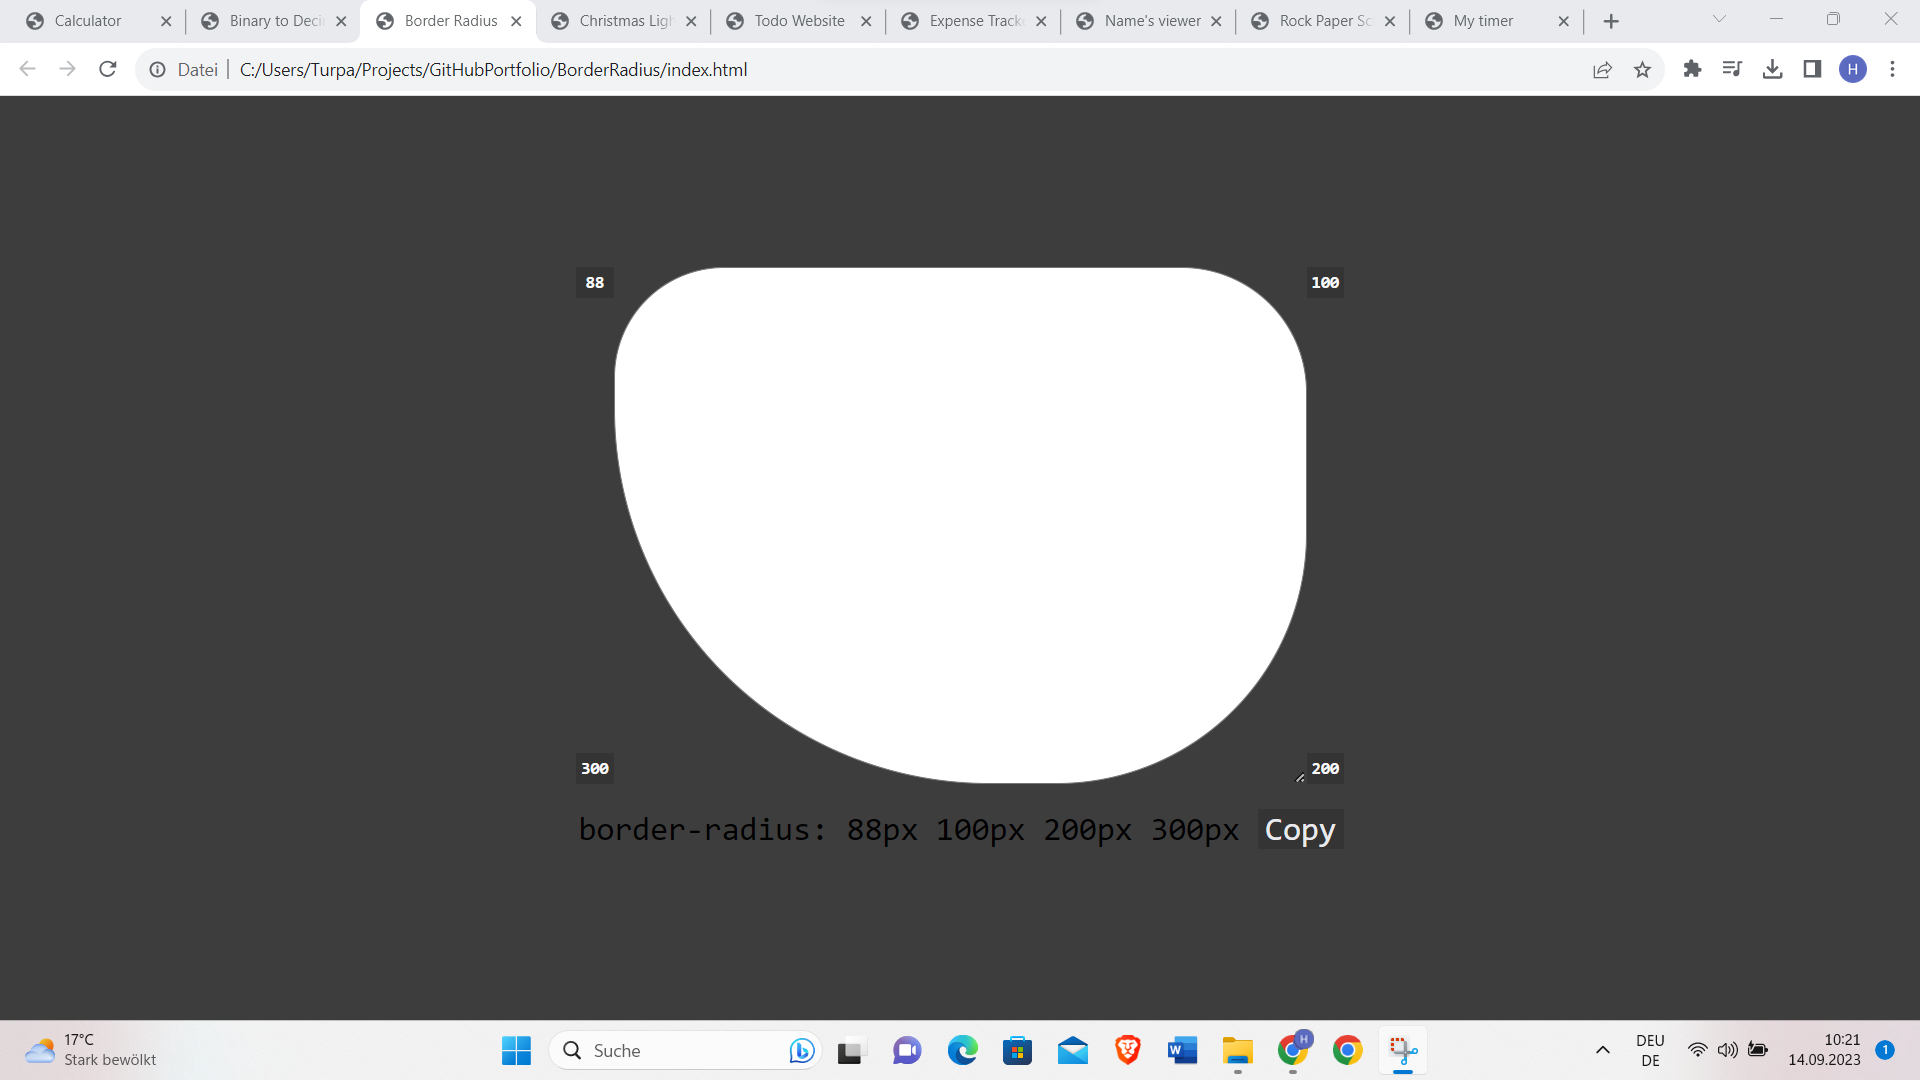 Calculator
Binary to Deci
Border Radius
Christmas Ligh
Todo Website
Expense Track
Name's viewer
Rock Paper Sc
My timer
Datei
C:/Users/Turpa/Projects/GitHubPortfolio/BorderRadius/index.html
H
88
100
300
200
border-radius: 88px 100px 200px 300px
Copy
17°C
Stark bewölkt
Suche
H
W
DEU
DE
10:21
14.09.2023
1